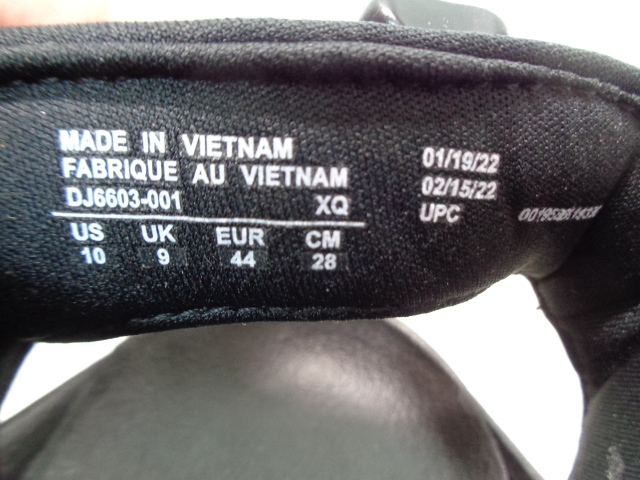 MADE IN VIETNAM
FABRIQUE AU VIETNAM
DJ6603-001 XQ
US UK EUR CM
10 9 44 28
01/19/22
02/15/22
UPC